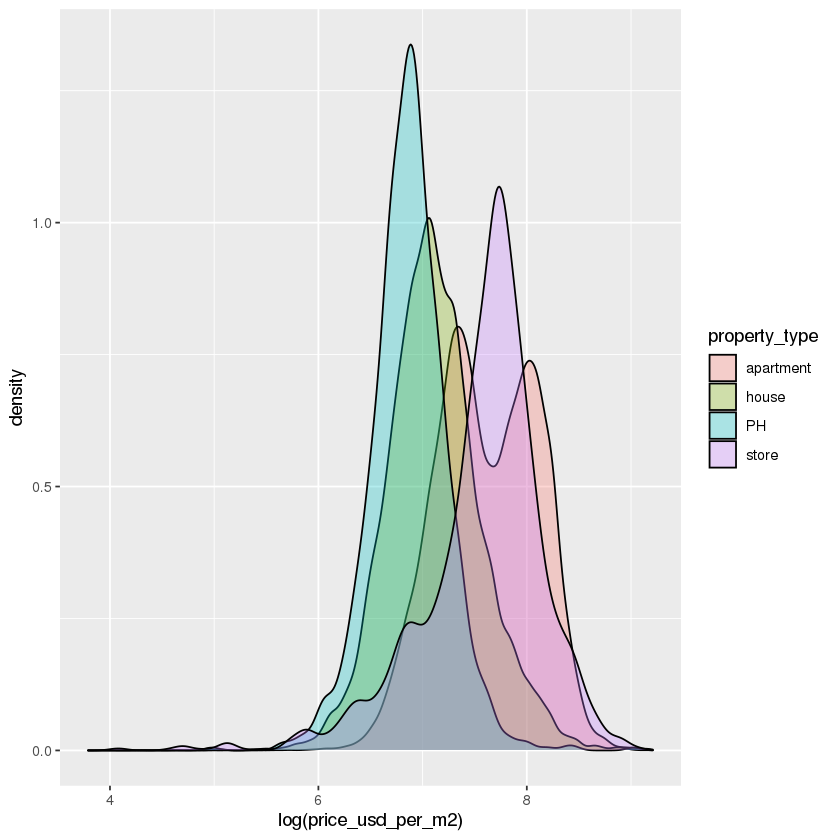 density
1.0
0.5
0.0
4 6 8
log(price_usd_per_m2)
property_type
apartment
house
PH
store